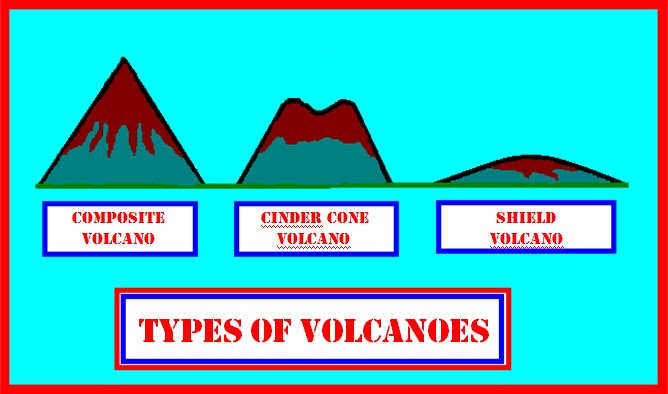 COMPOSITE
VOLCANO
CINDER CONE
VOLCANO
SHIELD
VOLCANO
TYPES OF VOLCANOES